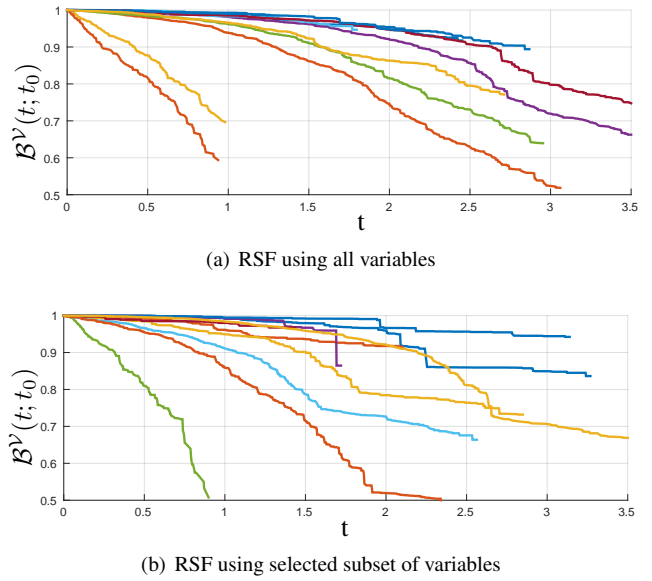 1
0.9
0.8
0.7
0.6
0.5
𝓑^𝒱(t; t₀)
0 0.5 1 1.5 2 2.5 3 3.5
t
(a) RSF using all variables
1
0.9
0.8
0.7
0.6
0.5
𝓑^𝒱(t; t₀)
0 0.5 1 1.5 2 2.5 3 3.5
t
(b) RSF using selected subset of variables